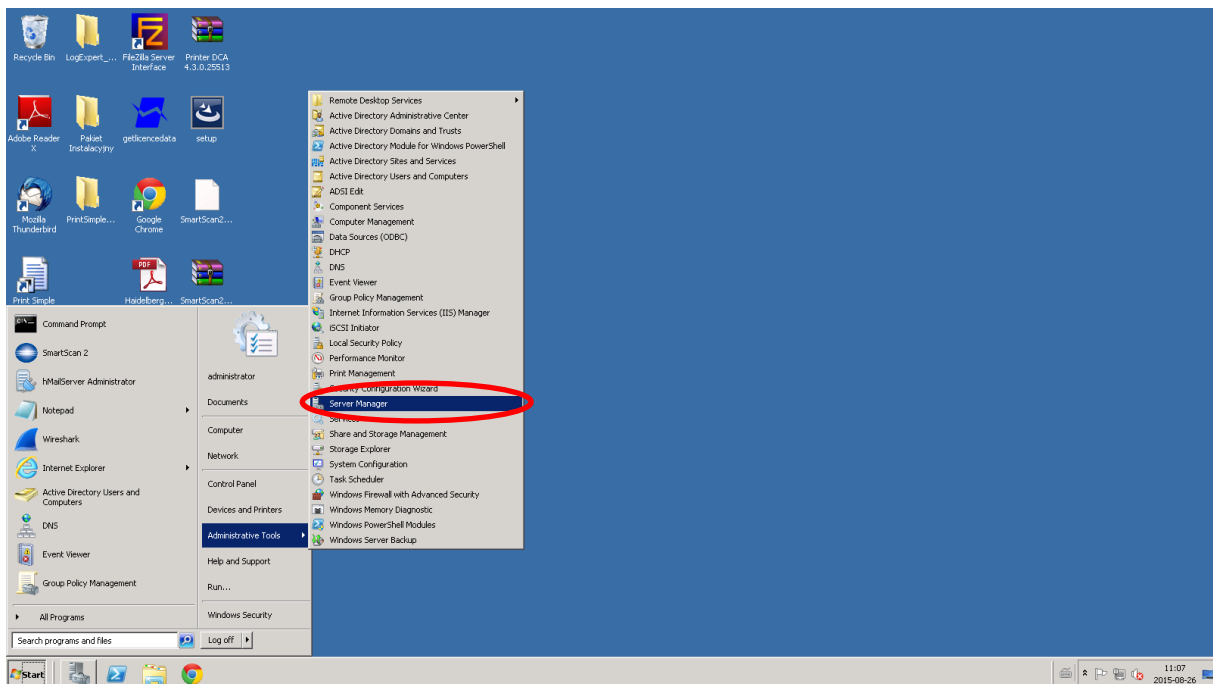 Recycle Bin
LogExpert_...
FileZilla Server
Interface
Printer DCA
4.3.0.25513
Adobe Reader
X
Pakiet
Instalacyjny
getlicencedata
setup
Mozilla
Thunderbird
PrintSimple...
Google
Chrome
SmartScan2...
Print Simple
PDF
Haidelberg...
SmartScan2...
Command Prompt
SmartScan 2
hMailServer Administrator
Notepad
Wireshark
Internet Explorer
Active Directory Users and
Computers
DNS
Event Viewer
Group Policy Management
All Programs
Search programs and files
administrator
Documents
Computer
Network
Control Panel
Devices and Printers
Administrative Tools
Help and Support
Run...
Windows Security
Log off
Remote Desktop Services
Active Directory Administrative Center
Active Directory Domains and Trusts
Active Directory Module for Windows PowerShell
Active Directory Sites and Services
Active Directory Users and Computers
ADSI Edit
Component Services
Computer Management
Data Sources (ODBC)
DHCP
DNS
Event Viewer
Group Policy Management
Internet Information Services (IIS) Manager
iSCSI Initiator
Local Security Policy
Performance Monitor
Print Management
Security Configuration Wizard
Server Manager
Services
Share and Storage Management
Storage Explorer
System Configuration
Task Scheduler
Windows Firewall with Advanced Security
Windows Memory Diagnostic
Windows PowerShell Modules
Windows Server Backup
Start
11:07
2015-08-26